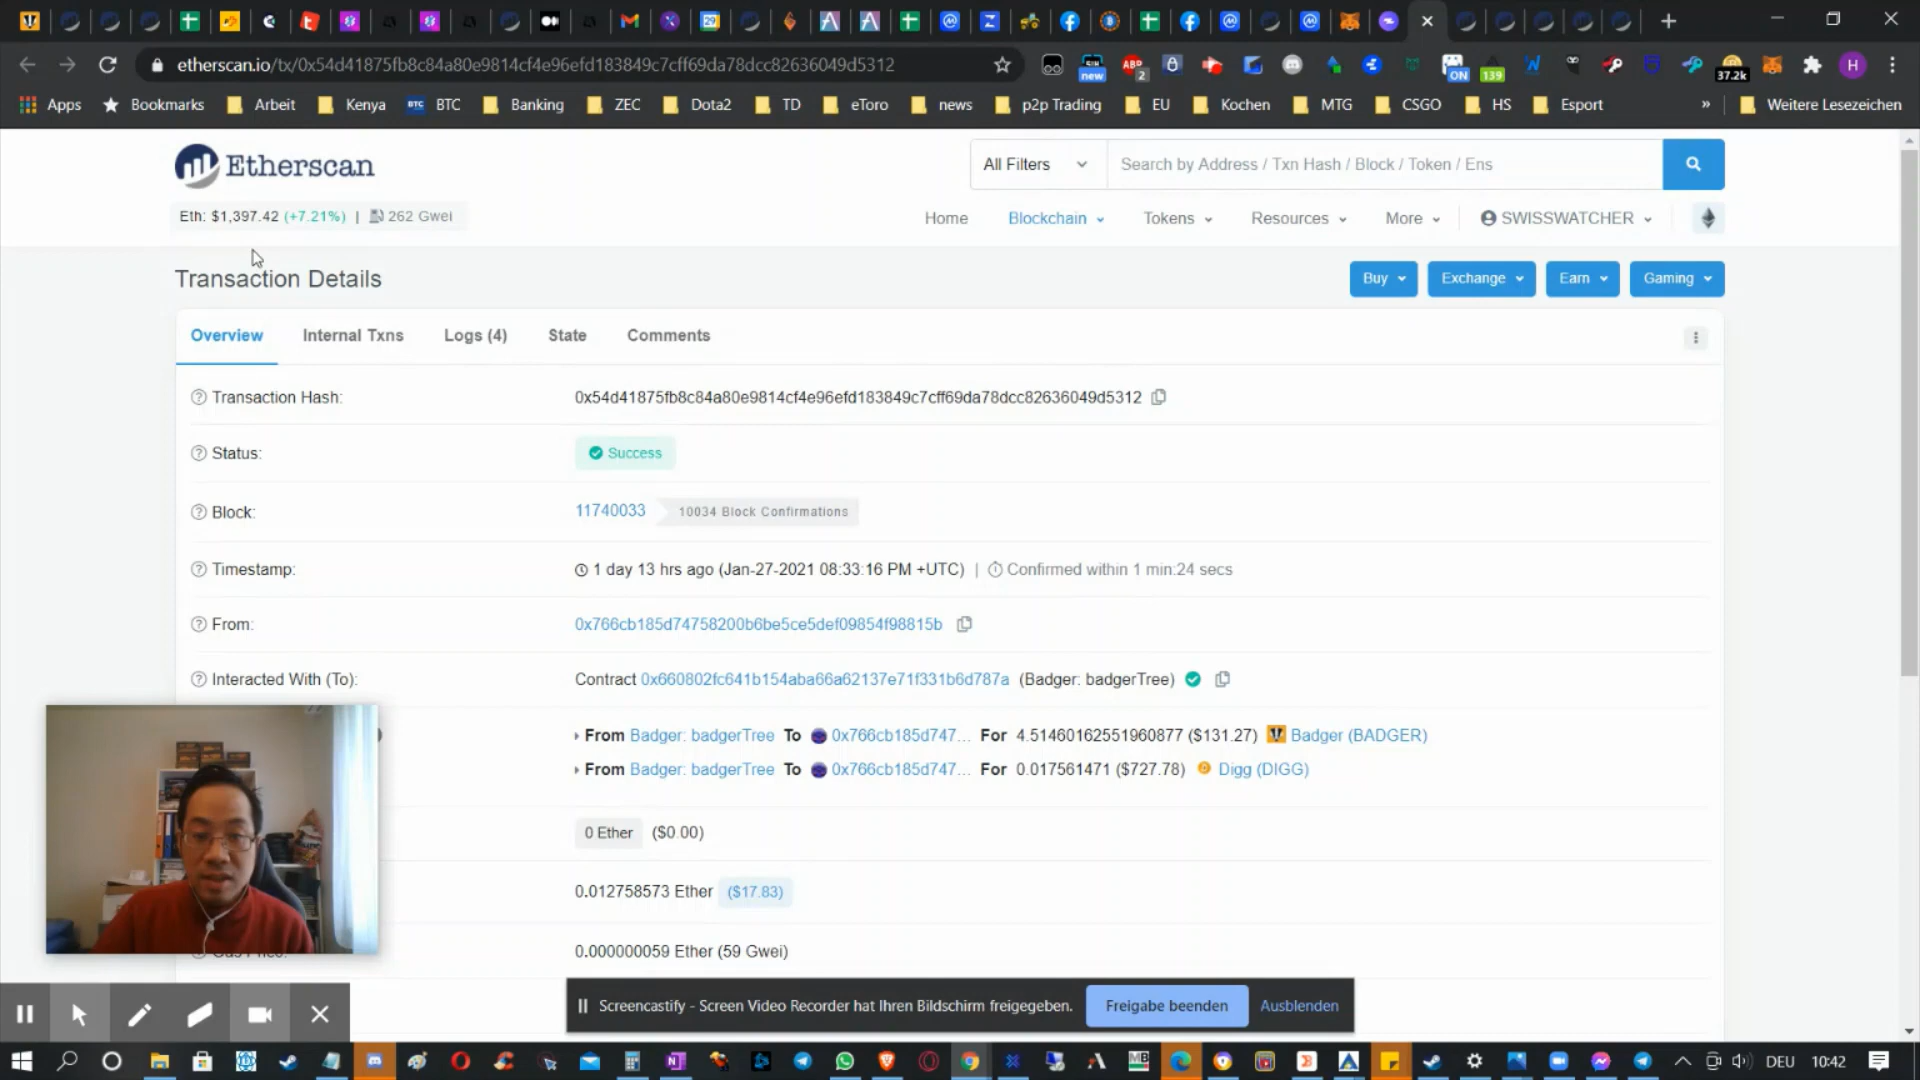 etherscan.io/tx/0x54d41875fb8c84a80e9814cf4e96efd183849c7cff69da78dcc82636049d5312
new
ABP
2
ON
139
37.2k
H
Apps
Bookmarks
Arbeit
Kenya
BTC BTC
Banking
ZEC
Dota2
TD
eToro
news
p2p Trading
EU
Kochen
MTG
CSGO
HS
Esport
»
Weitere Lesezeichen
Etherscan
All Filters
Search by Address / Txn Hash / Block / Token / Ens
Eth: $1,397.42 (+7.21%) | 262 Gwei
Home
Blockchain
Tokens
Resources
More
SWISSWATCHER
Transaction Details
Buy
Exchange
Earn
Gaming
Overview
Internal Txns
Logs (4)
State
Comments
Transaction Hash:
0x54d41875fb8c84a80e9814cf4e96efd183849c7cff69da78dcc82636049d5312
Status:
Success
Block:
11740033
10034 Block Confirmations
Timestamp:
1 day 13 hrs ago (Jan-27-2021 08:33:16 PM +UTC) | Confirmed within 1 min:24 secs
From:
0x766cb185d74758200b6be5ce5def09854f98815b
Interacted With (To):
Contract 0x660802fc641b154aba66a62137e71f331b6d787a (Badger: badgerTree)
From Badger: badgerTree To 0x766cb185d747... For 4.51460162551960877 ($131.27) Badger (BADGER)
From Badger: badgerTree To 0x766cb185d747... For 0.017561471 ($727.78) Digg (DIGG)
0 Ether ($0.00)
0.012758573 Ether ($17.83)
0.000000059 Ether (59 Gwei)
Screencastify - Screen Video Recorder hat Ihren Bildschirm freigegeben.
Freigabe beenden
Ausblenden
DEU
10:42